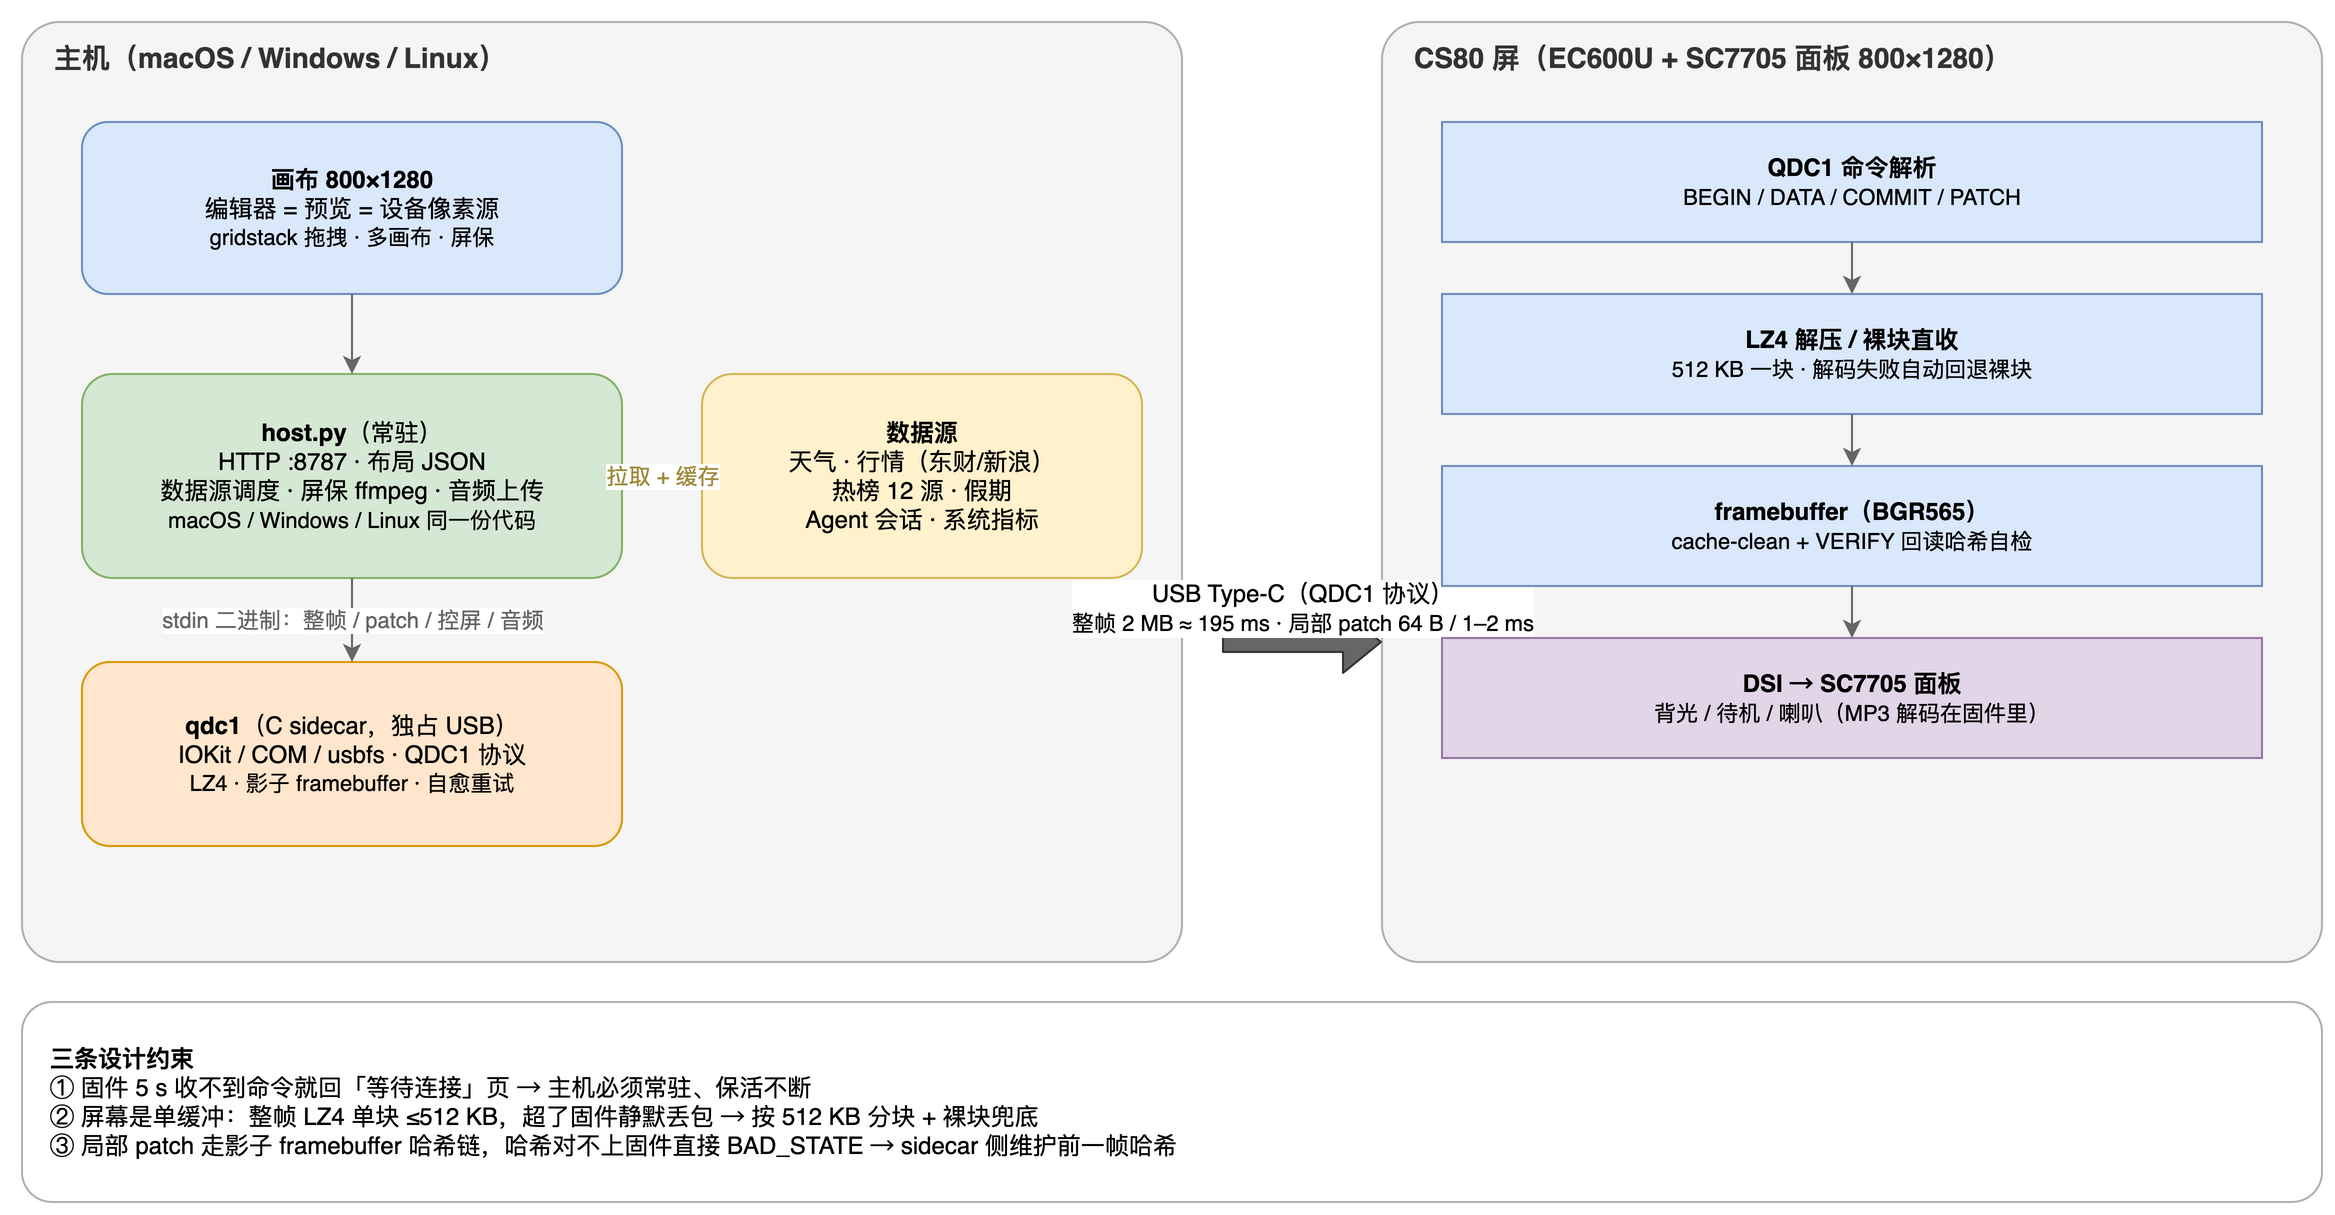 主机（macOS / Windows / Linux）
画布 800×1280
编辑器 = 预览 = 设备像素源
gridstack 拖拽 · 多画布 · 屏保
host.py（常驻）
HTTP :8787 · 布局 JSON
数据源调度 · 屏保 ffmpeg · 音频上传
macOS / Windows / Linux 同一份代码
拉取 + 缓存
数据源
天气 · 行情（东财/新浪）
热榜 12 源 · 假期
Agent 会话 · 系统指标
stdin 二进制：整帧 / patch / 控屏 / 音频
qdc1（C sidecar，独占 USB）
IOKit / COM / usbfs · QDC1 协议
LZ4 · 影子 framebuffer · 自愈重试
USB Type-C（QDC1 协议）
整帧 2 MB ≈ 195 ms · 局部 patch 64 B / 1–2 ms
CS80 屏（EC600U + SC7705 面板 800×1280）
QDC1 命令解析
BEGIN / DATA / COMMIT / PATCH
LZ4 解压 / 裸块直收
512 KB 一块 · 解码失败自动回退裸块
framebuffer（BGR565）
cache-clean + VERIFY 回读哈希自检
DSI → SC7705 面板
背光 / 待机 / 喇叭（MP3 解码在固件里）
三条设计约束
① 固件 5 s 收不到命令就回「等待连接」页 → 主机必须常驻、保活不断
② 屏幕是单缓冲：整帧 LZ4 单块 ≤512 KB，超了固件静默丢包 → 按 512 KB 分块 + 裸块兜底
③ 局部 patch 走影子 framebuffer 哈希链，哈希对不上固件直接 BAD_STATE → sidecar 侧维护前一帧哈希